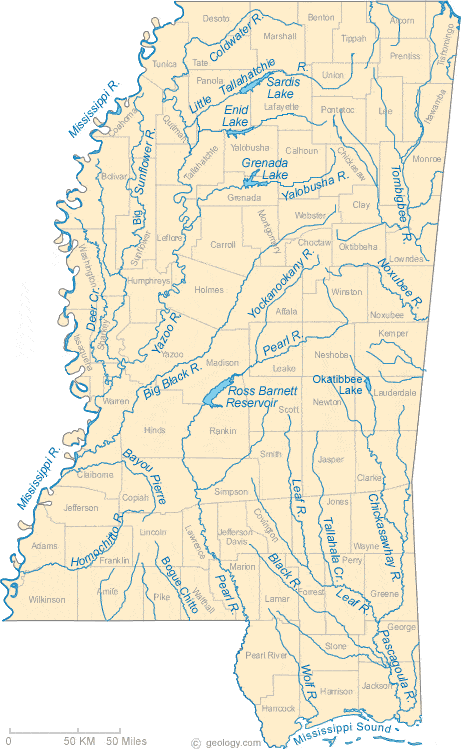 Desoto
Benton
Alcorn
Tishomingo
Marshall
Tippah
Coldwater R.
Prentiss
Tunica
Tate
Panola
Little Tallahatchie R.
Union
Sardis
Lake
Mississippi R.
Coahoma
Quitman
Enid
Lake
Lafayette
Pontotoc
Lee
Itawamba
Big Sunflower R.
Tallahatchie
Yalobusha
Calhoun
Chickasaw
Monroe
Bolivar
Grenada
Lake
Yalobusha R.
Tombigbee R.
Grenada
Clay
Webster
Montgomery
Sunflower
Leflore
Carroll
Choctaw
Oktibbeha
Lowndes
Washington
Humphreys
Holmes
Yockanookany R.
Noxubee R.
Winston
Deer C.
Sharkey
Issaquena
Yazoo R.
Attala
Noxubee
Yazoo
Madison
Pearl R.
Kemper
Leake
Neshoba
Big Black R.
Warren
Ross Barnett
Reservoir
Okatibbee
Lake
Lauderdale
Newton
Scott
Hinds
Rankin
Mississippi R.
Bayou Pierre
Smith
Jasper
Clarke
Claiborne
Copiah
Simpson
Leaf R.
Jefferson
Jones
Chickasawhay R.
Covington
Tallahala Cr.
Adams
Homochitto R.
Lincoln
Lawrence
Jefferson
Davis
Wayne
Franklin
Marion
Perry
Black R.
Bogue Chitto
Wilkinson
Amite
Pike
Walthall
Pearl R.
Lamar
Forrest
Leaf R.
Greene
George
Stone
Pascagoula R.
Pearl River
Wolf R.
Jackson
Harrison
Hancock
Mississippi Sound
0 50 KM 50 Miles
© geology.com